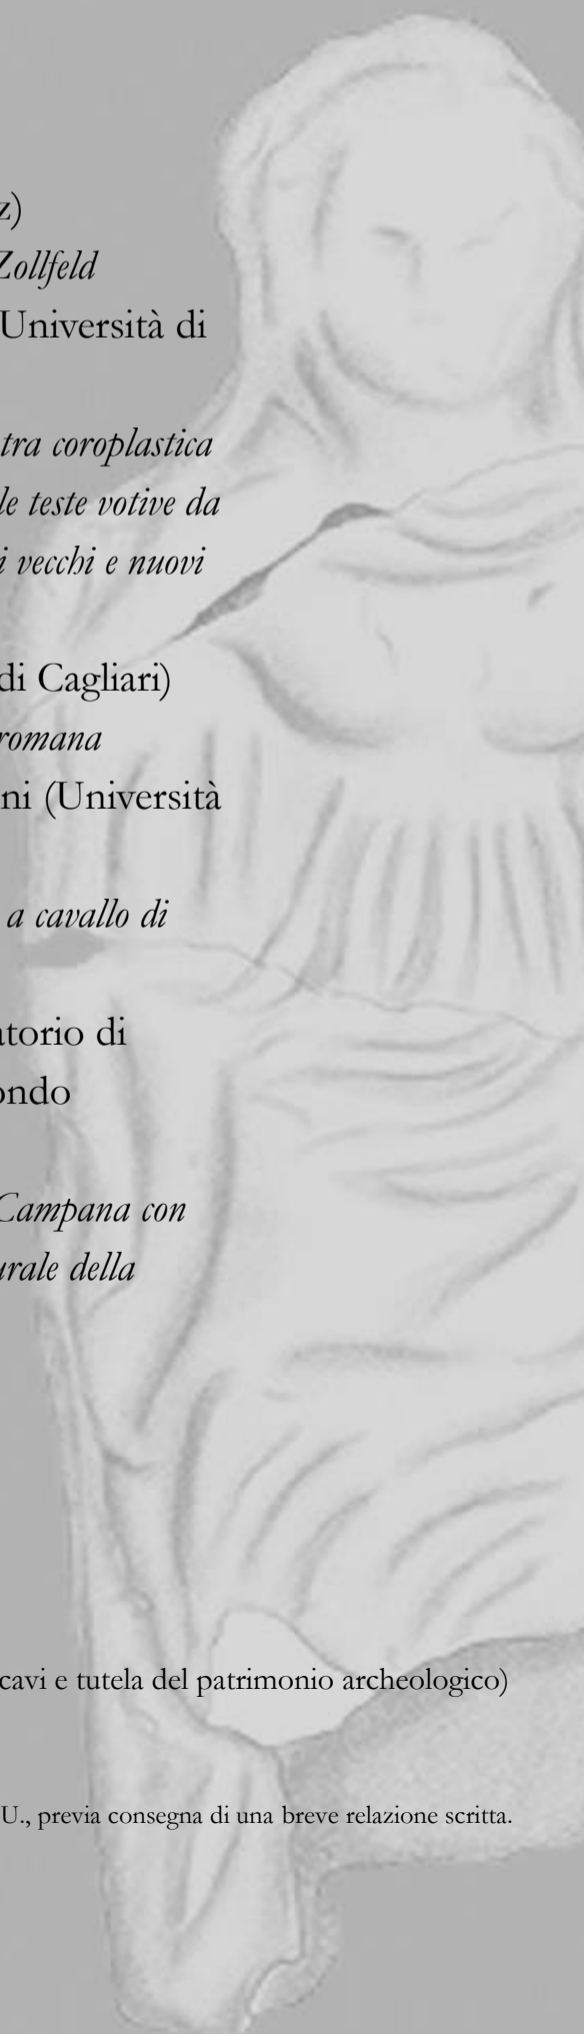 z)
Zollfeld
Università di
tra coroplastica
le teste votive da
i vecchi e nuovi
di Cagliari)
romana
ni (Università
a cavallo di
atorio di
ondo
Campana con
urale della
cavi e tutela del patrimonio archeologico)
U., previa consegna di una breve relazione scritta.